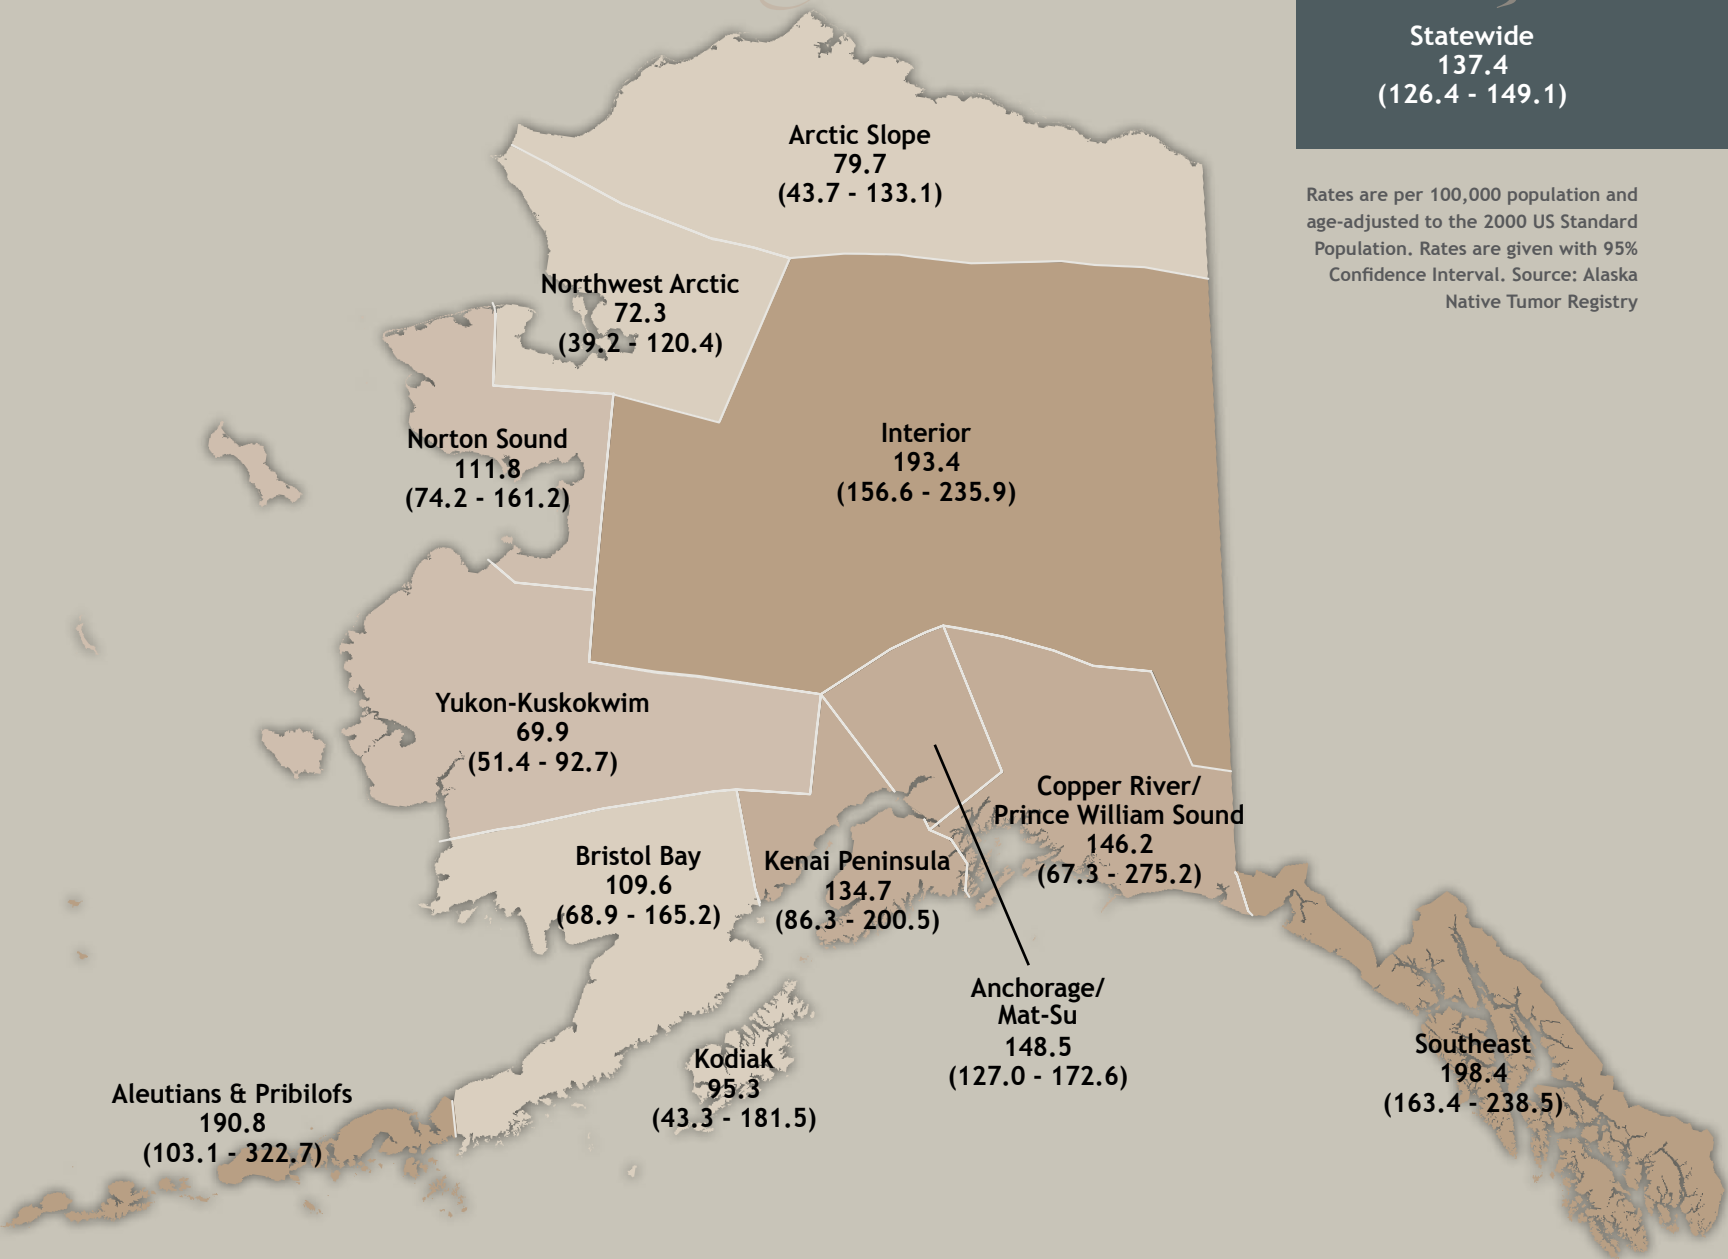 Statewide
137.4
(126.4 - 149.1)
Rates are per 100,000 population and
age-adjusted to the 2000 US Standard
Population. Rates are given with 95%
Confidence Interval. Source: Alaska
Native Tumor Registry
Arctic Slope
79.7
(43.7 - 133.1)
Northwest Arctic
72.3
(39.2 - 120.4)
Norton Sound
111.8
(74.2 - 161.2)
Interior
193.4
(156.6 - 235.9)
Yukon-Kuskokwim
69.9
(51.4 - 92.7)
Copper River/
Prince William Sound
146.2
(67.3 - 275.2)
Bristol Bay
109.6
(68.9 - 165.2)
Kenai Peninsula
134.7
(86.3 - 200.5)
Anchorage/
Mat-Su
148.5
(127.0 - 172.6)
Kodiak
95.3
(43.3 - 181.5)
Southeast
198.4
(163.4 - 238.5)
Aleutians & Pribilofs
190.8
(103.1 - 322.7)